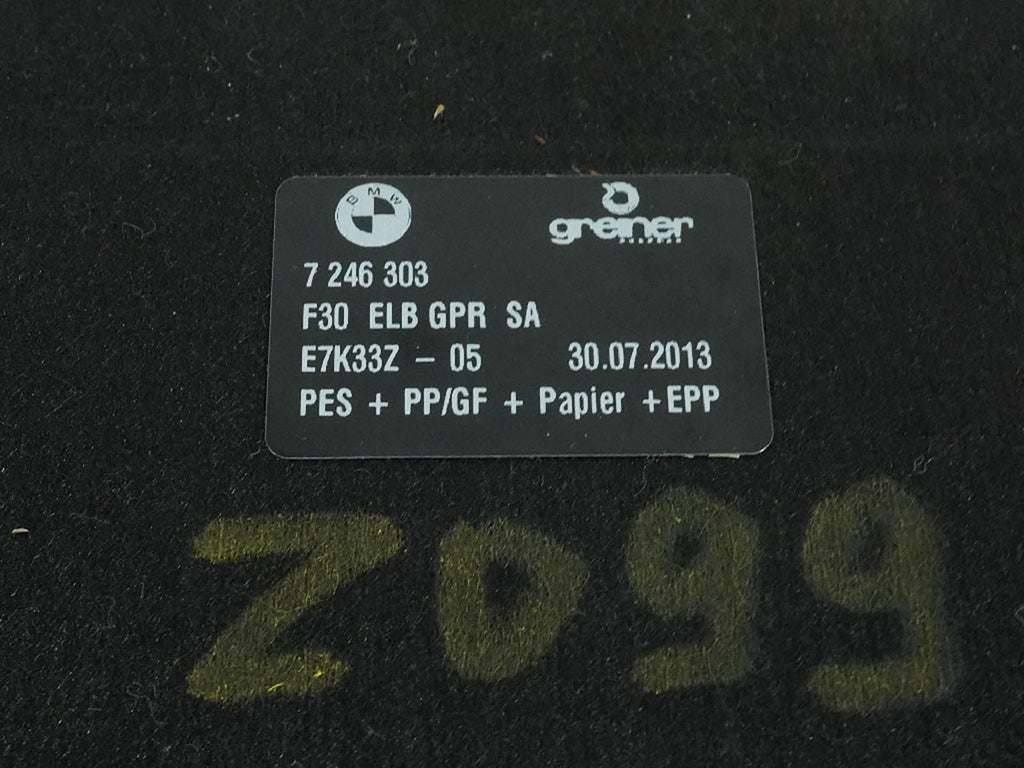 BMW greiner
7 246 303
F30 ELB GPR SA
E7K33Z – 05 30.07.2013
PES + PP/GF + Papier + EPP
Z099